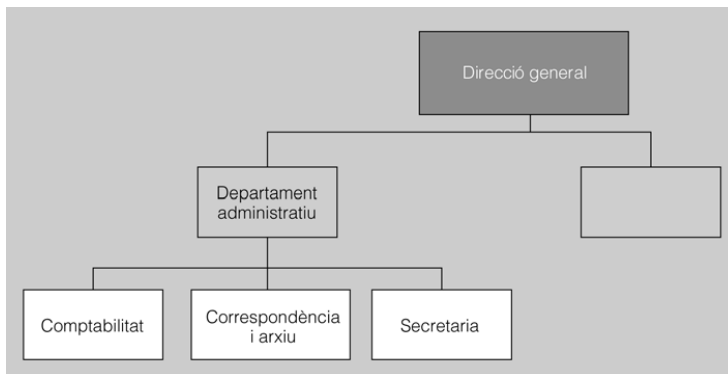 Direcció general
Departament
administratiu
Comptabilitat
Correspondència
i arxiu
Secretaria